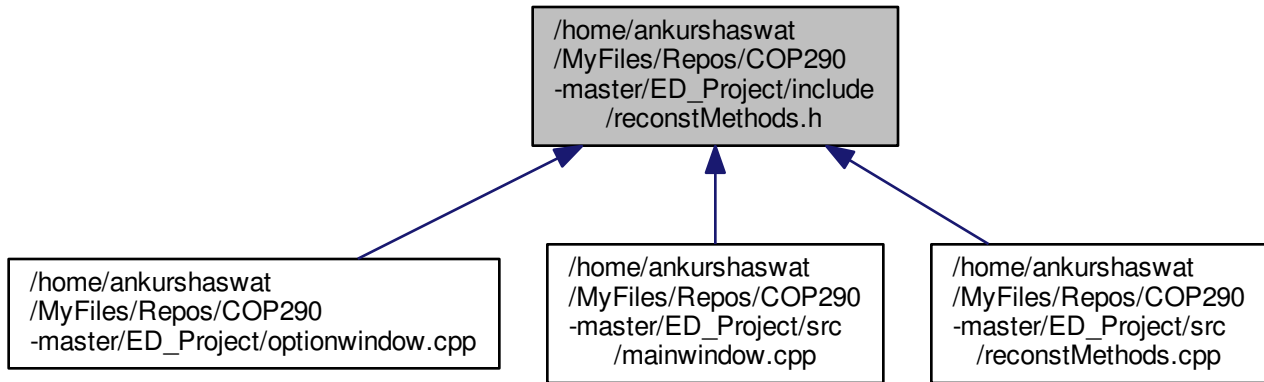 /home/ankurshaswat
/MyFiles/Repos/COP290
-master/ED_Project/include
/reconstMethods.h
/home/ankurshaswat
/MyFiles/Repos/COP290
-master/ED_Project/optionwindow.cpp
/home/ankurshaswat
/MyFiles/Repos/COP290
-master/ED_Project/src
/mainwindow.cpp
/home/ankurshaswat
/MyFiles/Repos/COP290
-master/ED_Project/src
/reconstMethods.cpp